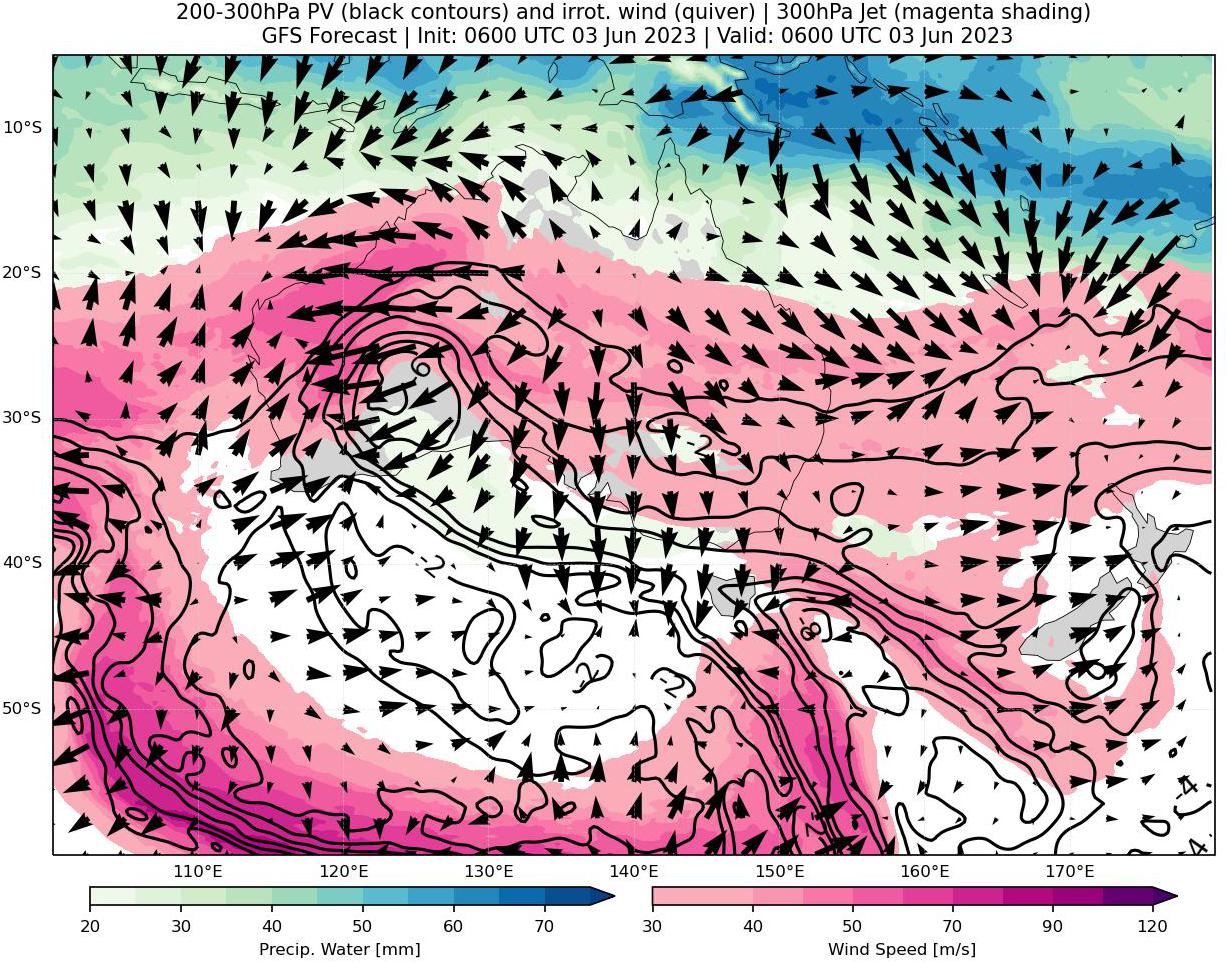 200-300hPa PV (black contours) and irrot. wind (quiver) | 300hPa Jet (magenta shading)
GFS Forecast | Init: 0600 UTC 03 Jun 2023 | Valid: 0600 UTC 03 Jun 2023
10°S
20°S
30°S
40°S
50°S
-2
-2
-2
-2
-4
110°E
120°E
130°E
140°E
150°E
160°E
170°E
20
30
40
50
60
70
Precip. Water [mm]
30
40
50
70
90
120
Wind Speed [m/s]